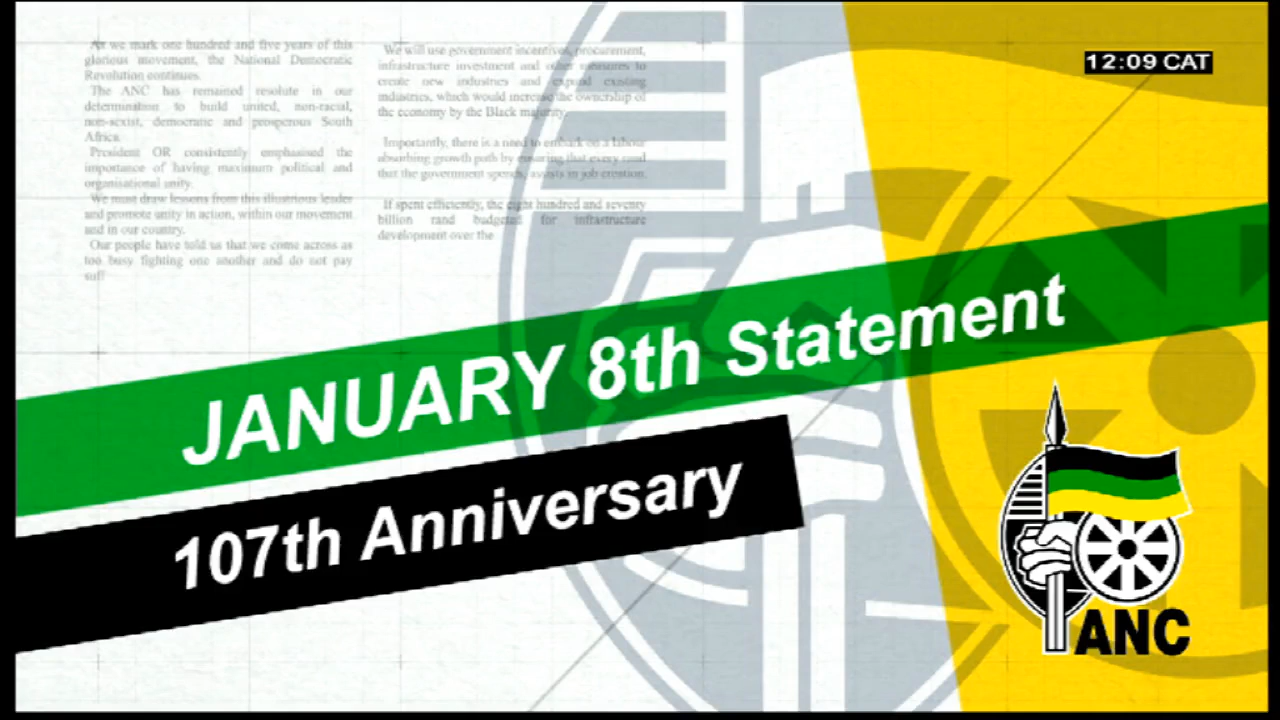 As we mark one hundred and five years of this
glorious movement, the National Democratic
Revolution continues.
The ANC has remained resolute in our
determination to build united, non-racial,
non-sexist, democratic and prosperous South
Africa.
President OR consistently emphasised the
importance of having maximum political and
organisational unity.
We must draw lessons from this illustrious leader
and promote unity in action, within our movement
and in our country.
Our people have told us that we come across as
too busy fighting one another and do not pay
suff
We will use government incentives, procurement,
infrastructure investment and other measures to
create new industries and expand existing
industries, which would increase the ownership of
the economy by the Black majority.
Importantly, there is a need to embark on a labour
absorbing growth path by ensuring that every rand
that the government spends, assists in job creation.
If spent efficiently, the eight hundred and seventy
billion rand budgeted for infrastructure
development over the
12:09 CAT
JANUARY 8th Statement
107th Anniversary
ANC